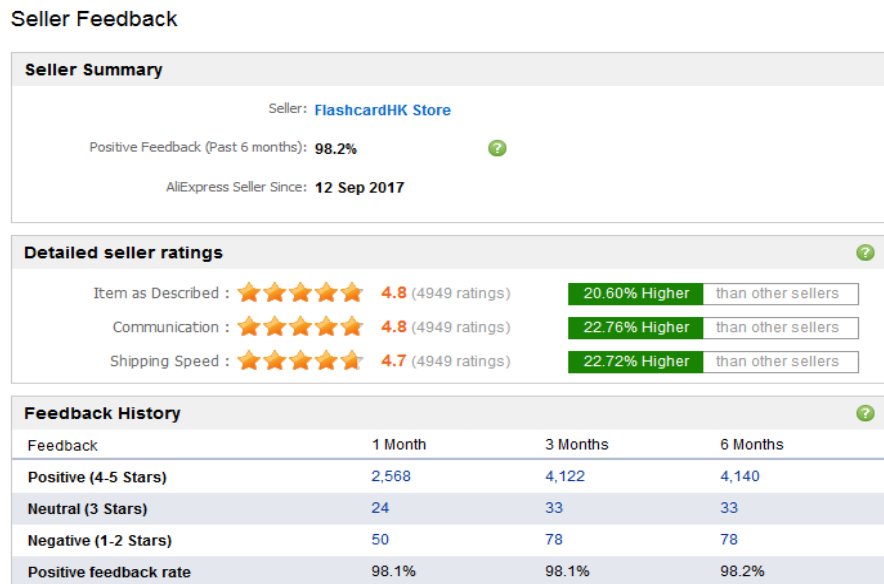 Seller Feedback
Seller Summary
Seller: FlashcardHK Store
Positive Feedback (Past 6 months): 98.2% ?
AliExpress Seller Since: 12 Sep 2017
Detailed seller ratings ?
Item as Described : 4.8 (4949 ratings) 20.60% Higher than other sellers
Communication : 4.8 (4949 ratings) 22.76% Higher than other sellers
Shipping Speed : 4.7 (4949 ratings) 22.72% Higher than other sellers
Feedback History ?
Feedback 1 Month 3 Months 6 Months
Positive (4-5 Stars) 2,568 4,122 4,140
Neutral (3 Stars) 24 33 33
Negative (1-2 Stars) 50 78 78
Positive feedback rate 98.1% 98.1% 98.2%